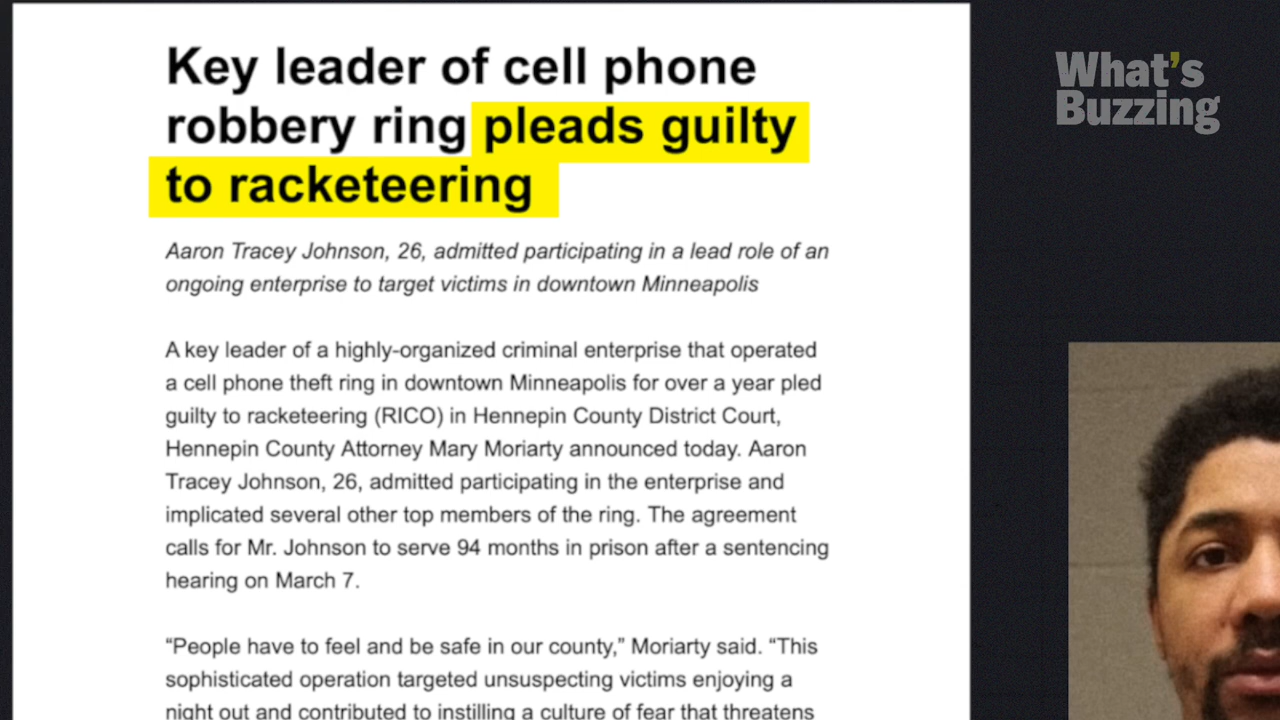 Key leader of cell phone
robbery ring pleads guilty
to racketeering
Aaron Tracey Johnson, 26, admitted participating in a lead role of an
ongoing enterprise to target victims in downtown Minneapolis
A key leader of a highly-organized criminal enterprise that operated
a cell phone theft ring in downtown Minneapolis for over a year pled
guilty to racketeering (RICO) in Hennepin County District Court,
Hennepin County Attorney Mary Moriarty announced today. Aaron
Tracey Johnson, 26, admitted participating in the enterprise and
implicated several other top members of the ring. The agreement
calls for Mr. Johnson to serve 94 months in prison after a sentencing
hearing on March 7.
“People have to feel and be safe in our county,” Moriarty said. “This
sophisticated operation targeted unsuspecting victims enjoying a
night out and contributed to instilling a culture of fear that threatens
What's
Buzzing